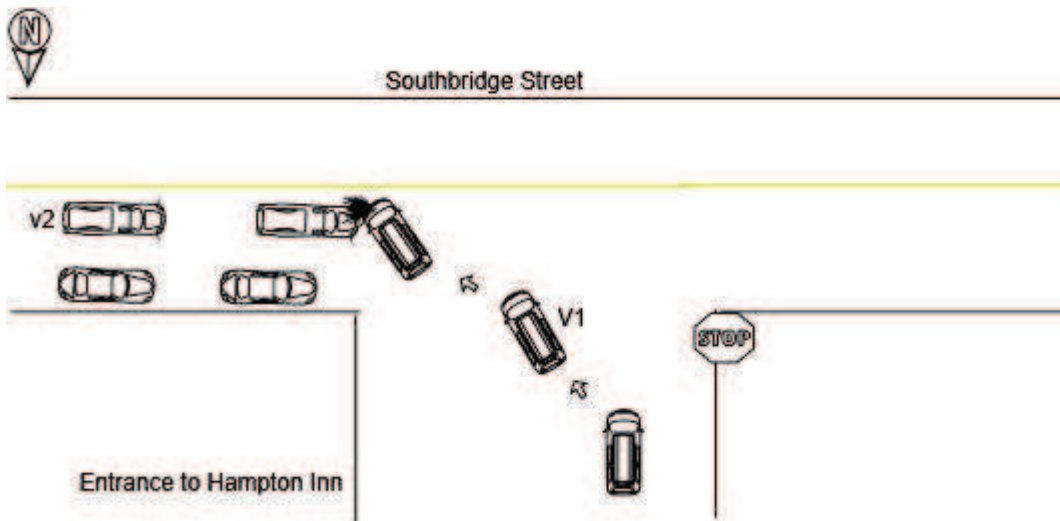 N
Southbridge Street
v2
V1
STOP
Entrance to Hampton Inn